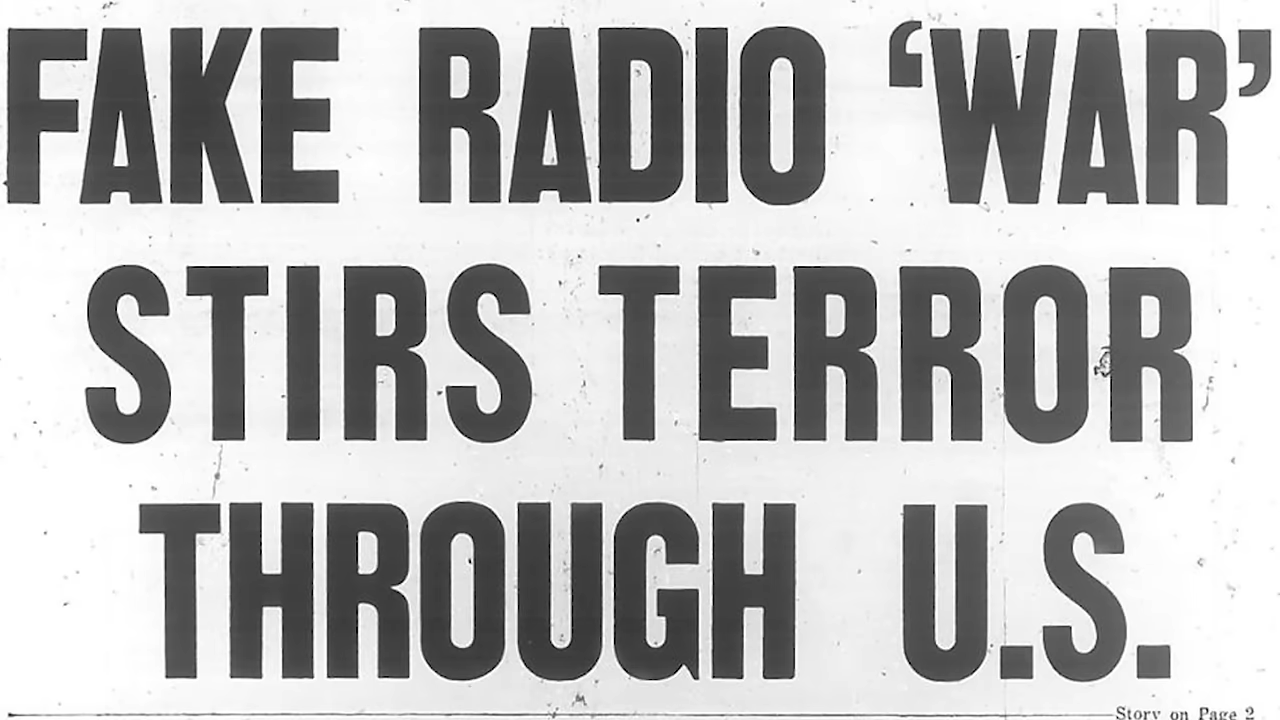 FAKE RADIO ‘WAR’
STIRS TERROR
THROUGH U.S.
Story on Page 2